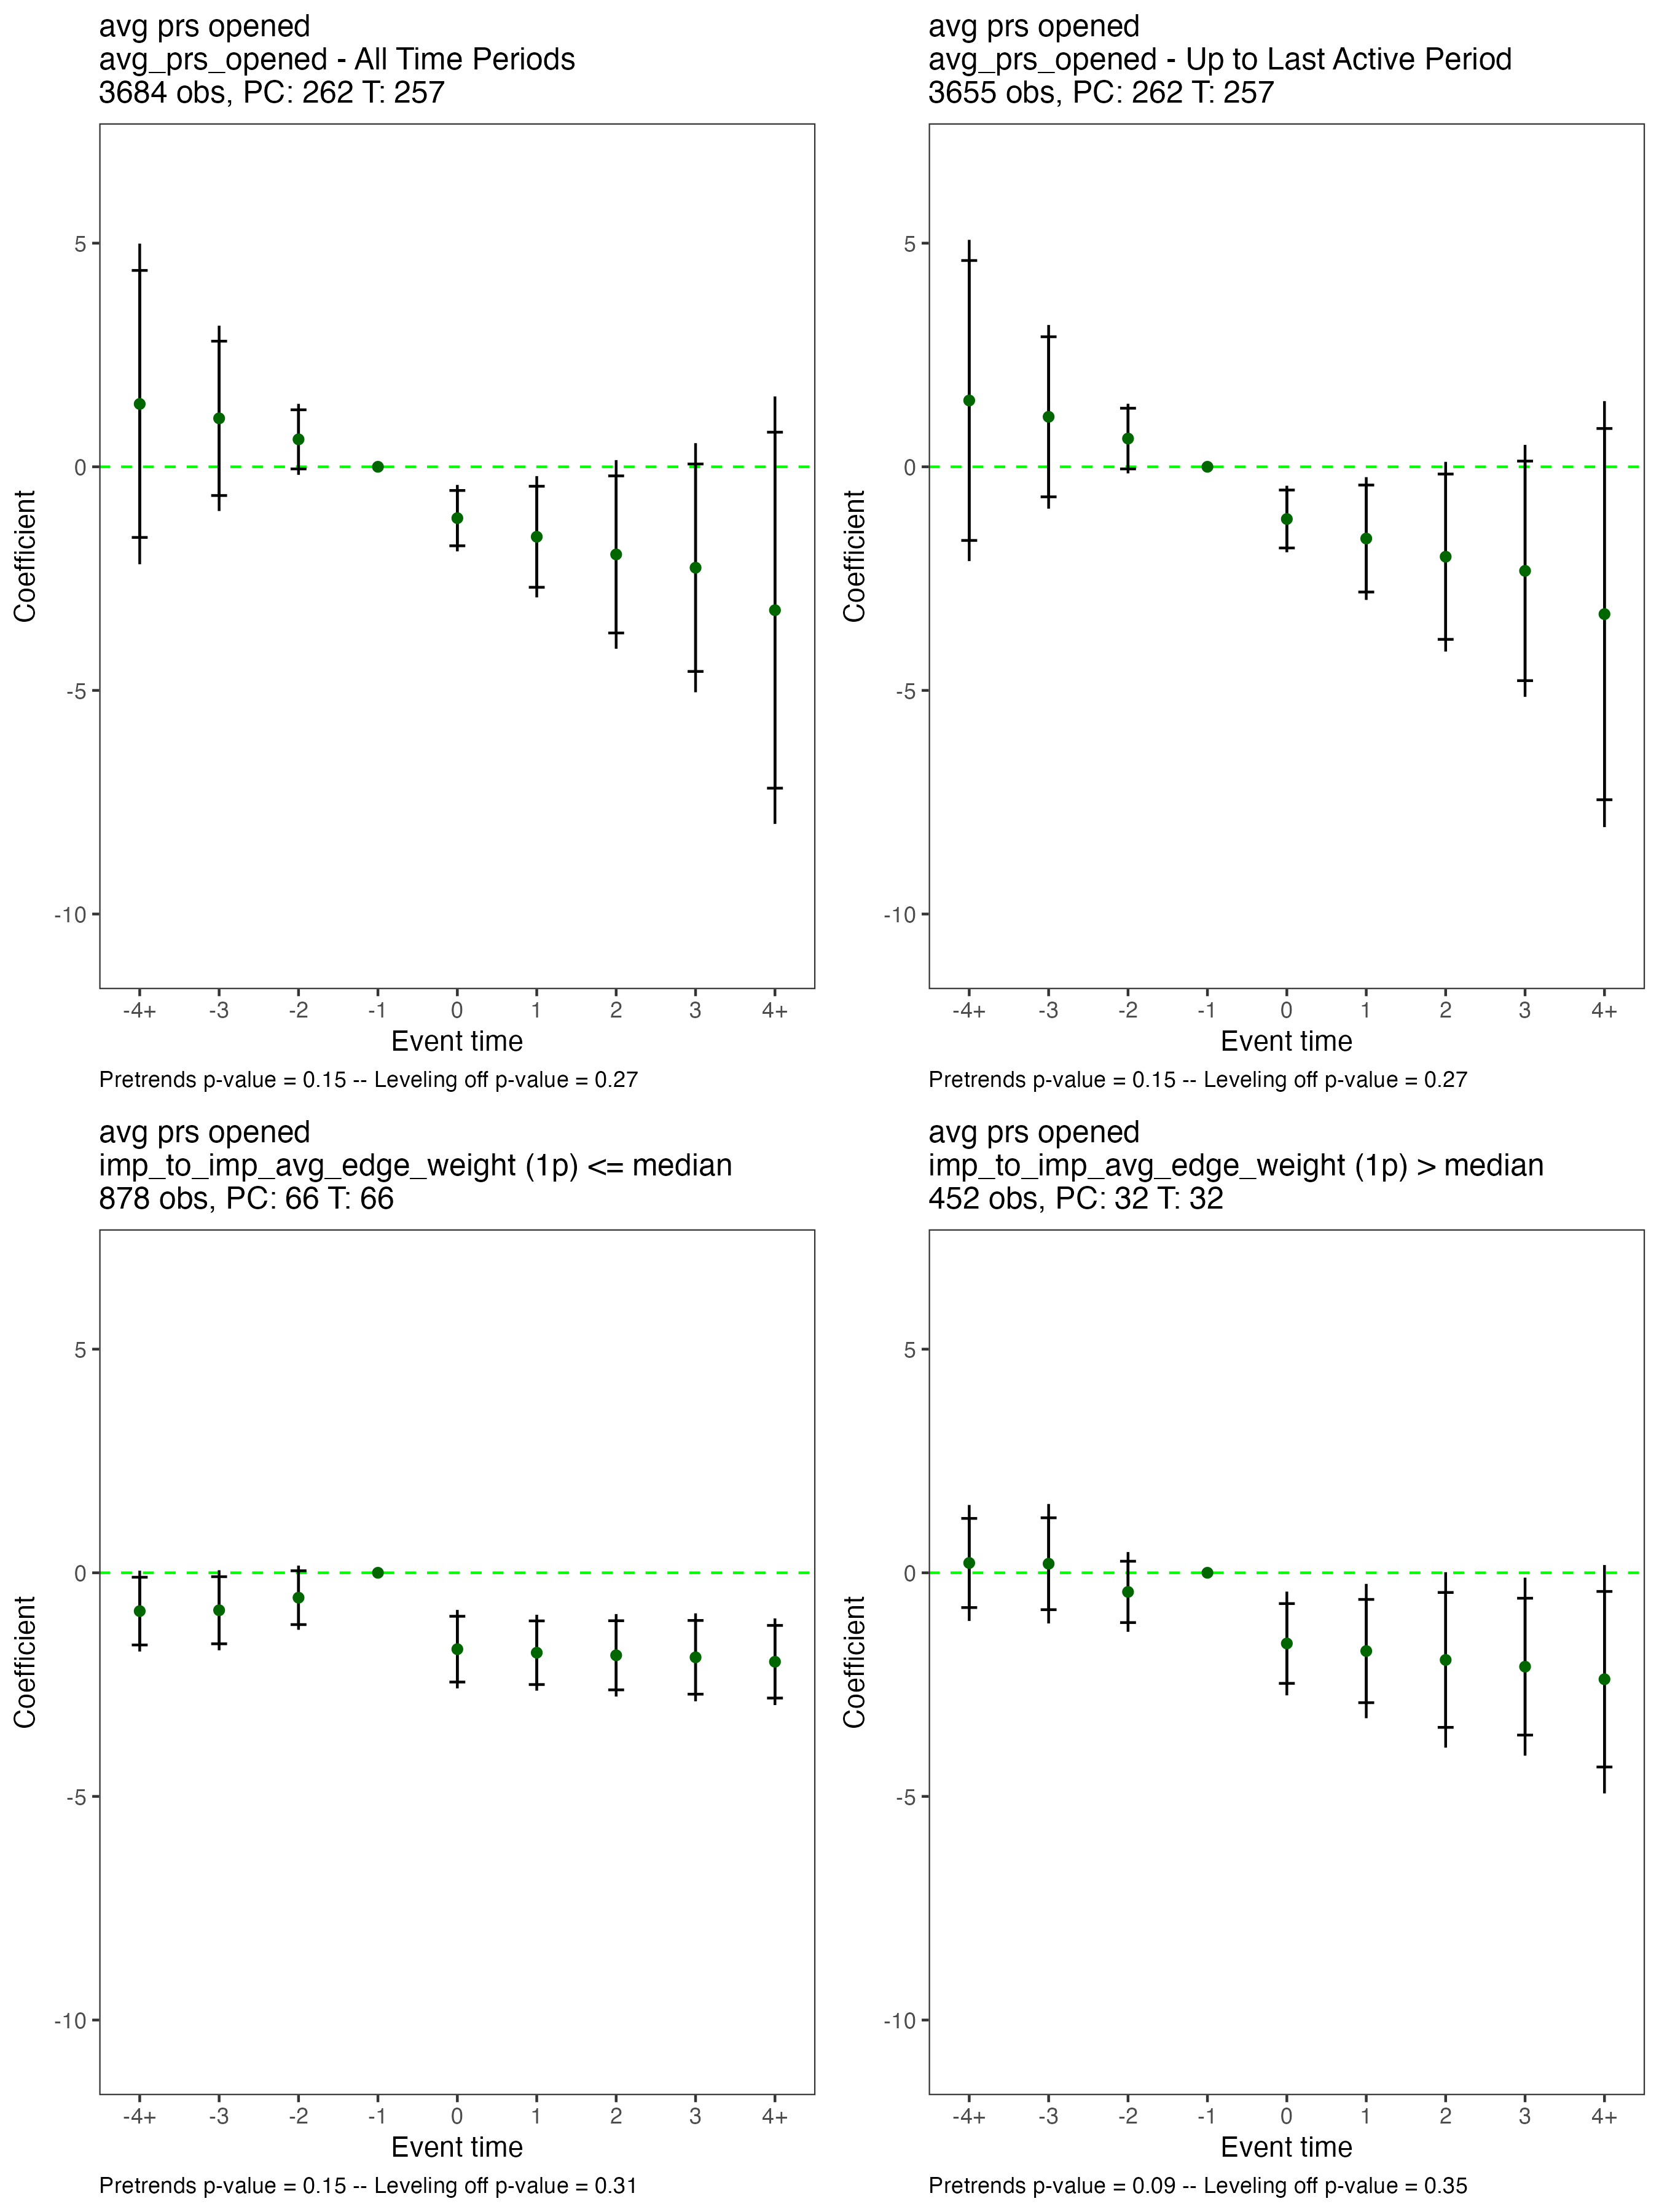 avg prs opened
avg_prs_opened - All Time Periods
3684 obs, PC: 262 T: 257
Coefficient
5
0
-5
-10
-4+ -3 -2 -1 0 1 2 3 4+
Event time
Pretrends p-value = 0.15 -- Leveling off p-value = 0.27
avg prs opened
avg_prs_opened - Up to Last Active Period
3655 obs, PC: 262 T: 257
Coefficient
5
0
-5
-10
-4+ -3 -2 -1 0 1 2 3 4+
Event time
Pretrends p-value = 0.15 -- Leveling off p-value = 0.27
avg prs opened
imp_to_imp_avg_edge_weight (1p) <= median
878 obs, PC: 66 T: 66
Coefficient
5
0
-5
-10
-4+ -3 -2 -1 0 1 2 3 4+
Event time
Pretrends p-value = 0.15 -- Leveling off p-value = 0.31
avg prs opened
imp_to_imp_avg_edge_weight (1p) > median
452 obs, PC: 32 T: 32
Coefficient
5
0
-5
-10
-4+ -3 -2 -1 0 1 2 3 4+
Event time
Pretrends p-value = 0.09 -- Leveling off p-value = 0.35